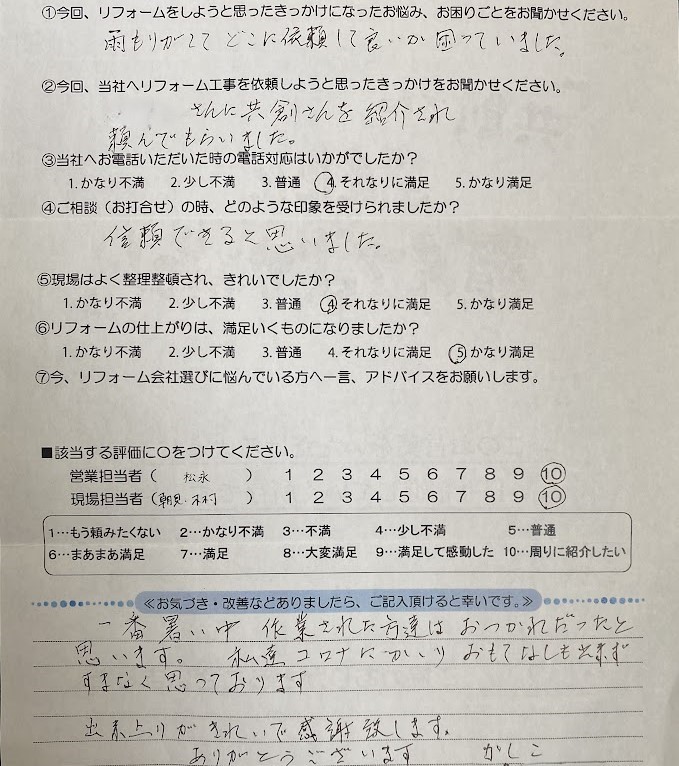 ①今回、リフォームをしようと思ったきっかけになったお悩み、お困りごとをお聞かせください。
雨もりがしてどこに依頼して良いか困っていました。
②今回、当社へリフォーム工事を依頼しようと思ったきっかけをお聞かせください。
さんに共創さんを紹介され
頼んでもらいました。
③当社へお電話いただいた時の電話対応はいかがでしたか?
1. かなり不満 2. 少し不満 3. 普通 4. それなりに満足 5. かなり満足
④ご相談(お打合せ)の時、どのような印象を受けられましたか?
信頼できると思いました。
⑤現場はよく整理整頓され、きれいでしたか?
1. かなり不満 2. 少し不満 3. 普通 4. それなりに満足 5. かなり満足
⑥リフォームの仕上がりは、満足いくものになりましたか?
1. かなり不満 2. 少し不満 3. 普通 4. それなりに満足 5. かなり満足
⑦今、リフォーム会社選びに悩んでいる方へ一言、アドバイスをお願いします。
■該当する評価に○をつけてください。
営業担当者( 松永 ) 1 2 3 4 5 6 7 8 9 10
現場担当者(朝見・木村 ) 1 2 3 4 5 6 7 8 9 10
1…もう頼みたくない 2…かなり不満 3…不満 4…少し不満 5…普通
6…まあまあ満足 7…満足 8…大変満足 9…満足して感動した 10…周りに紹介したい
≪お気づき・改善などありましたら、ご記入頂けると幸いです。≫
一番暑い中 作業された方達はおつかれだったと
思います。 私達コロナにかかり おもてなしも出来ず
すまなく思っております
出来上りがきれいで感謝致します。
ありがとうございます かしこ